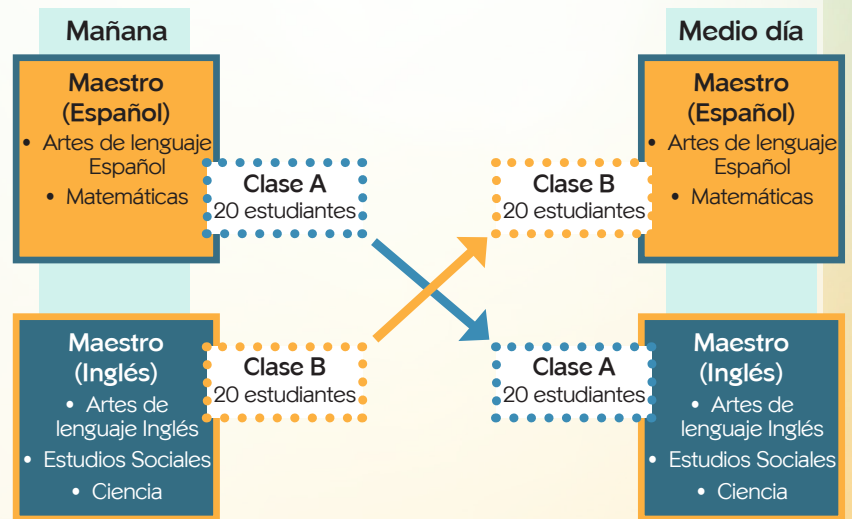 Mañana
Maestro
(Español)
• Artes de lenguaje
Español
• Matemáticas
Clase A
20 estudiantes
Maestro
(Inglés)
• Artes de
lenguaje Inglés
• Estudios Sociales
• Ciencia
Clase B
20 estudiantes
Medio día
Maestro
(Español)
• Artes de lenguaje
Español
• Matemáticas
Clase B
20 estudiantes
Maestro
(Inglés)
• Artes de
lenguaje Inglés
• Estudios Sociales
• Ciencia
Clase A
20 estudiantes